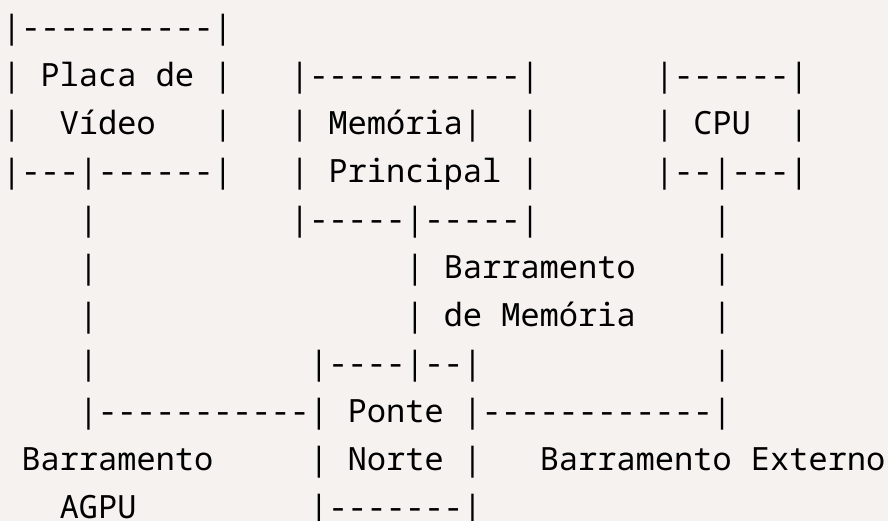 |----------|
| Placa de |   |-----------|      |------|
|  Vídeo   |   | Memória|  |      | CPU  |
|---|------|   | Principal |      |--|---|
    |          |-----|-----|         |
    |                | Barramento    |
    |                | de Memória    |
    |           |----|--|            |
    |-----------| Ponte |------------|
 Barramento     | Norte |   Barramento Externo
   AGPU         |-------|